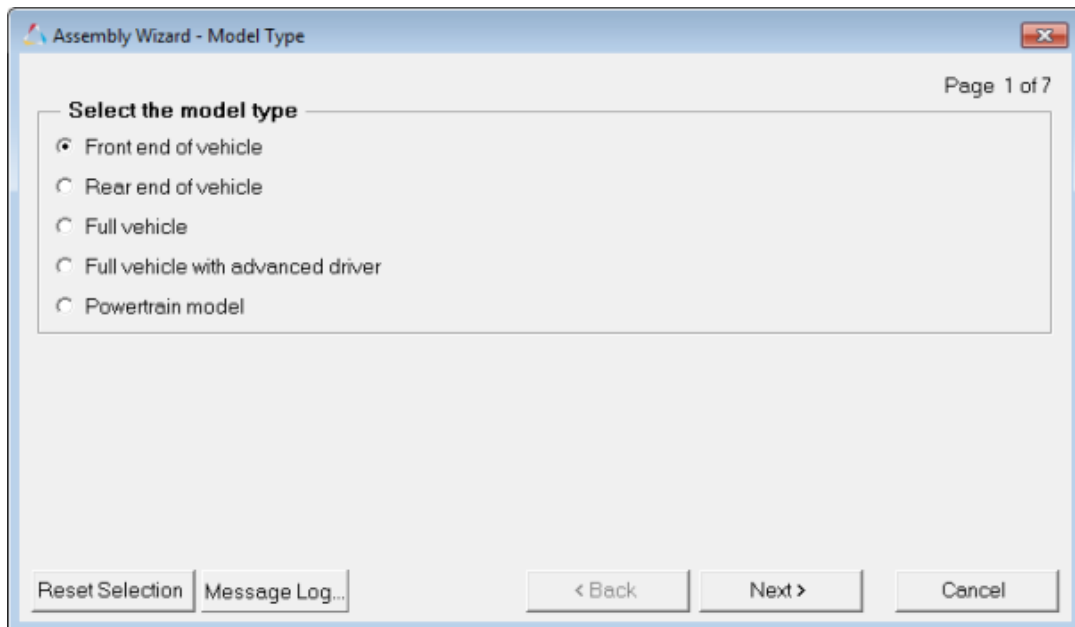 Assembly Wizard - Model Type
Page 1 of 7
Select the model type
Front end of vehicle
Rear end of vehicle
Full vehicle
Full vehicle with advanced driver
Powertrain model
Reset Selection Message Log... < Back Next > Cancel